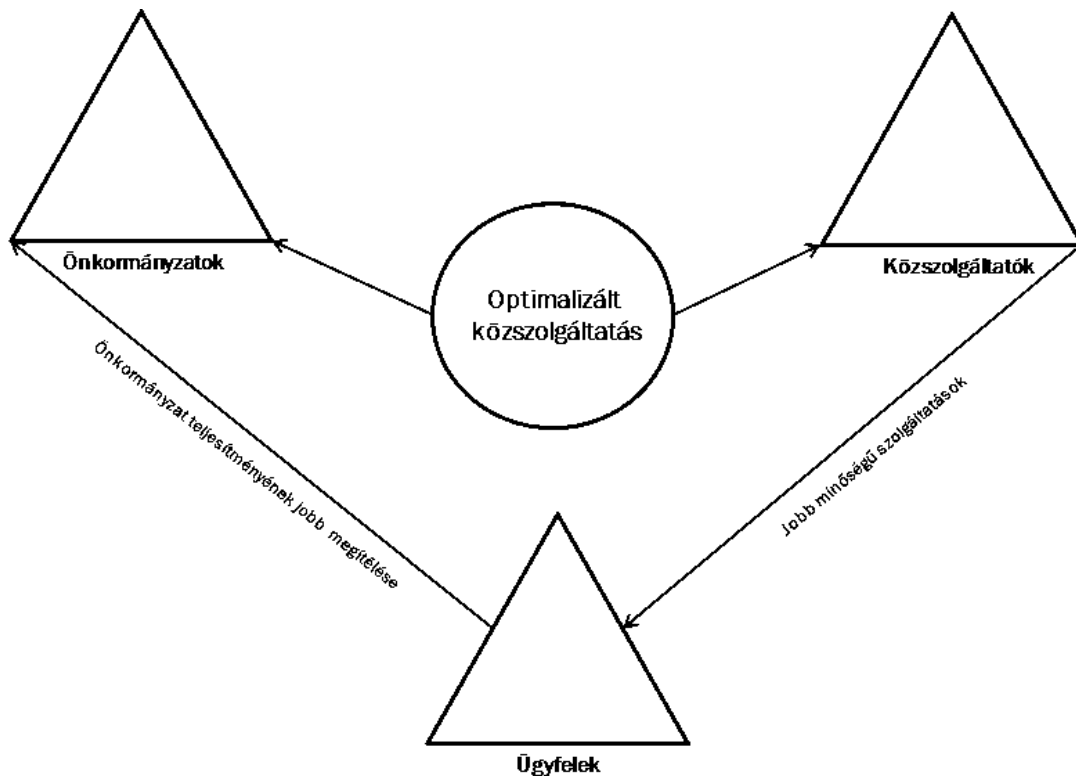 Önkormányzatok
Közszolgáltatók
Optimalizált
közszolgáltatás
Önkormányzat teljesítményének jobb megítélése
Jobb minőségű szolgáltatások
Ügyfelek